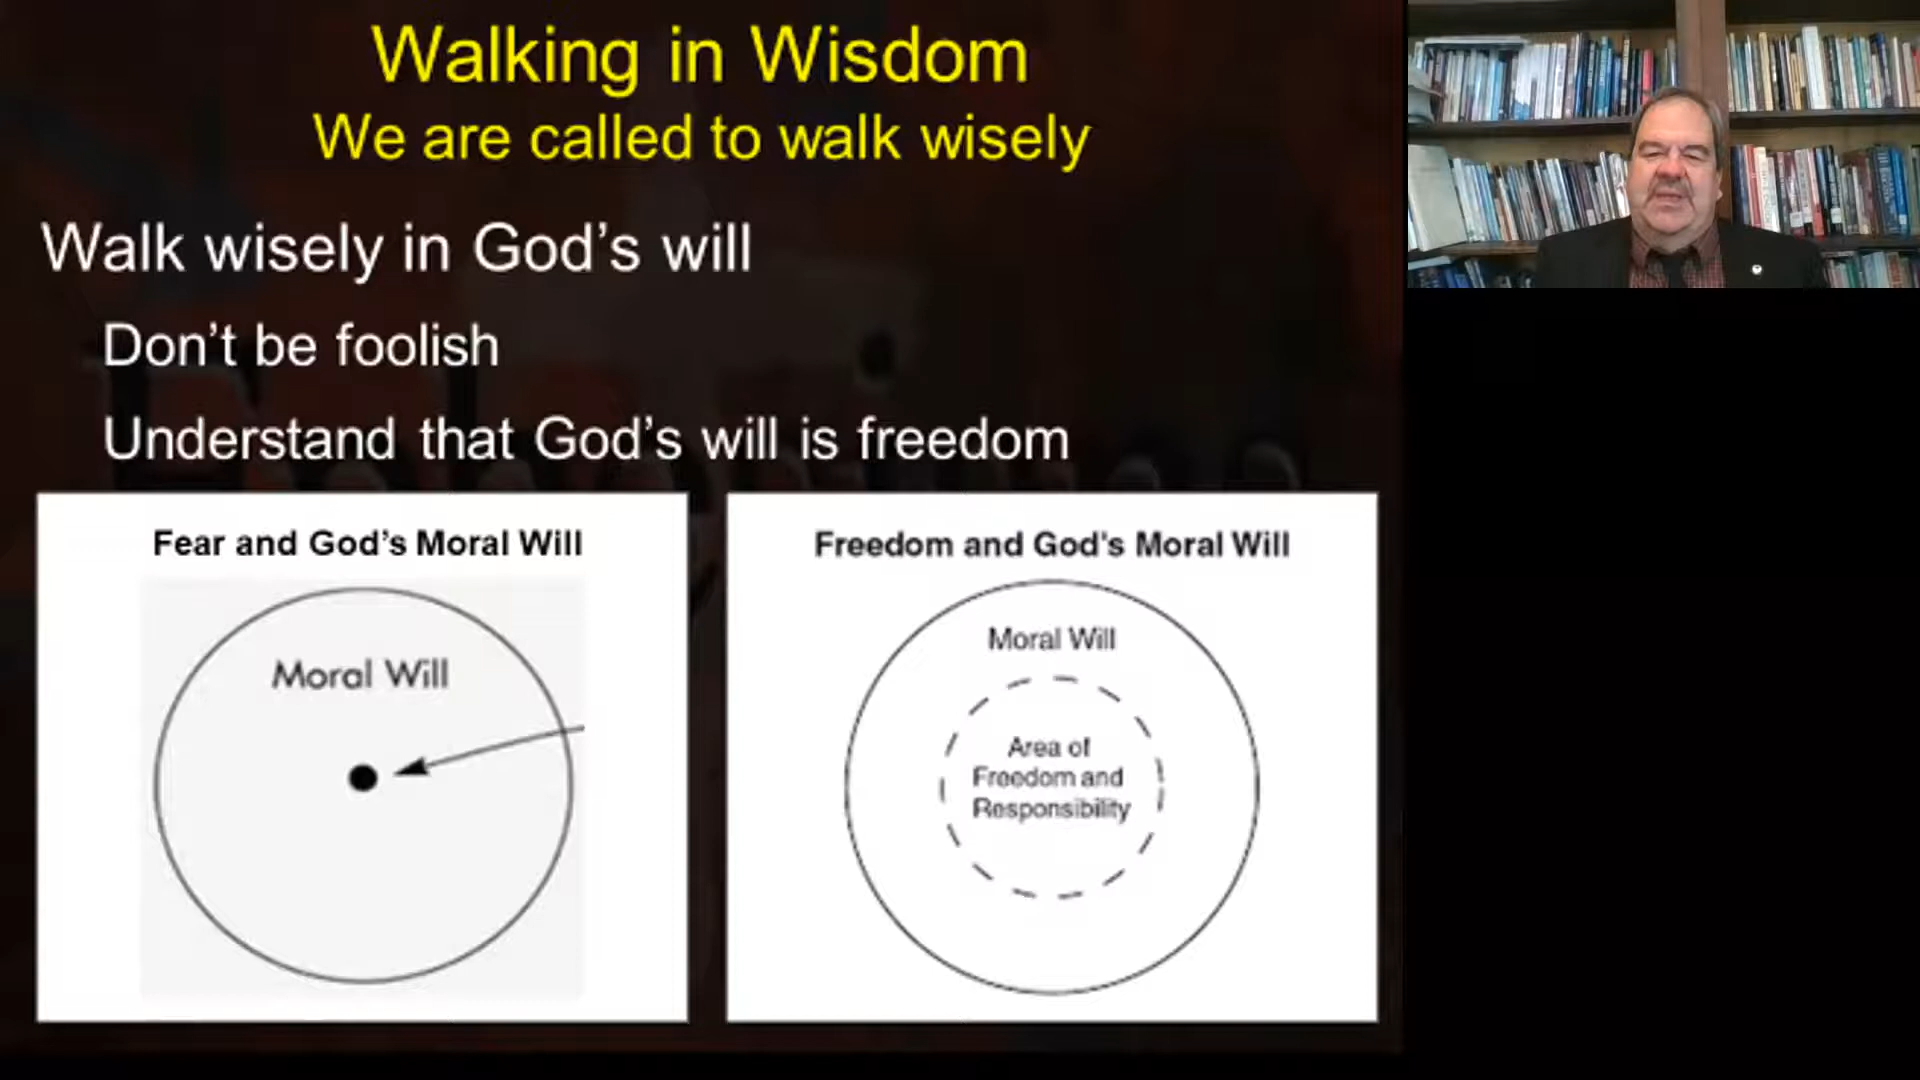 Walking in Wisdom
We are called to walk wisely
Walk wisely in God’s will
Don’t be foolish
Understand that God’s will is freedom
Fear and God’s Moral Will
Moral Will
Freedom and God's Moral Will
Moral Will
Area of
Freedom and
Responsibility